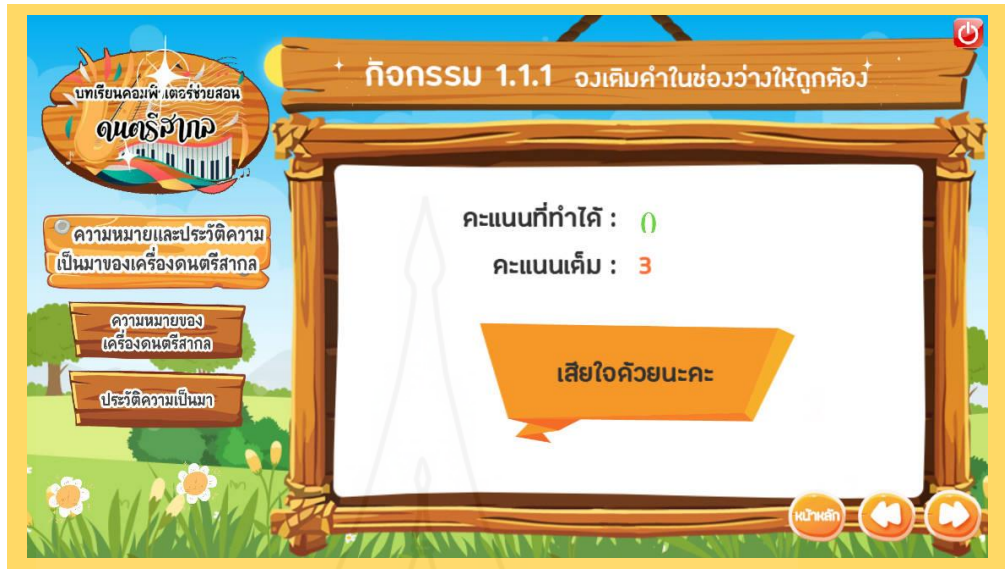 บทเรียนคอมพิวเตอร์ช่วยสอน
ดนตรีสากล
กิจกรรม 1.1.1 จงเติมคำในช่องว่างให้ถูกต้อง
ความหมายและประวัติความ
เป็นมาของเครื่องดนตรีสากล
ความหมายของ
เครื่องดนตรีสากล
ประวัติความเป็นมา
คะแนนที่ทำได้ : 0
คะแนนเต็ม : 3
เสียใจด้วยนะคะ
หน้าหลัก